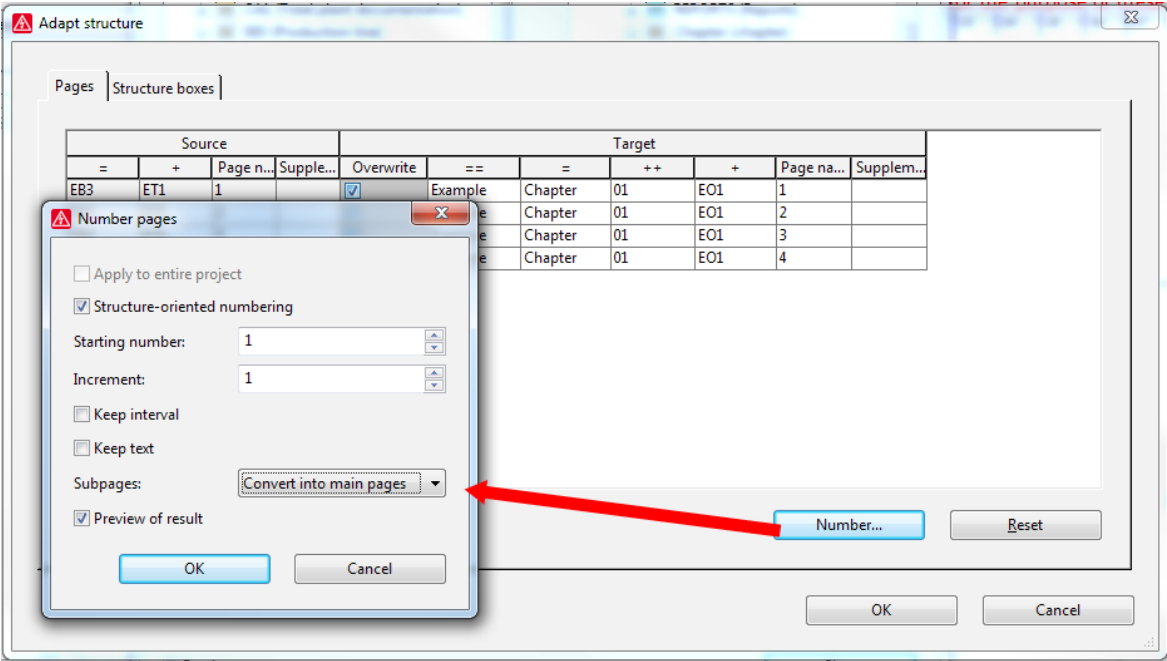 Adapt structure
Pages Structure boxes
Source Target
= + Page n... Supple... Overwrite == = ++ + Page na... Supplem...
EB3 ET1 1 Example Chapter 01 EO1 1
e Chapter 01 EO1 2
e Chapter 01 EO1 3
e Chapter 01 EO1 4
Number pages
Apply to entire project
Structure-oriented numbering
Starting number: 1
Increment: 1
Keep interval
Keep text
Subpages: Convert into main pages
Preview of result
OK Cancel
Number... Reset
OK Cancel